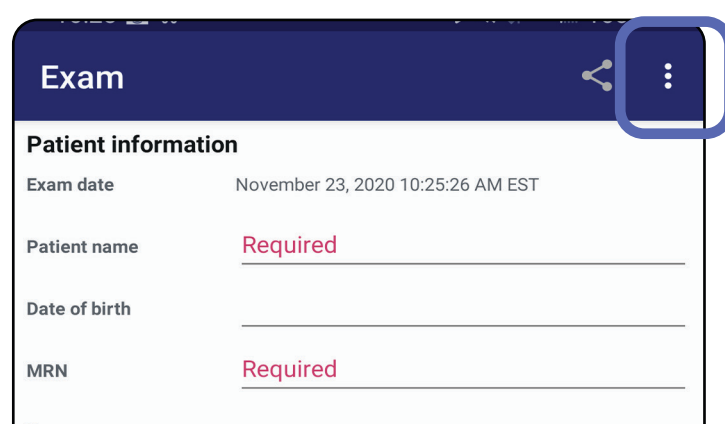 Exam
Patient information
Exam date November 23, 2020 10:25:26 AM EST
Patient name Required
Date of birth
MRN Required